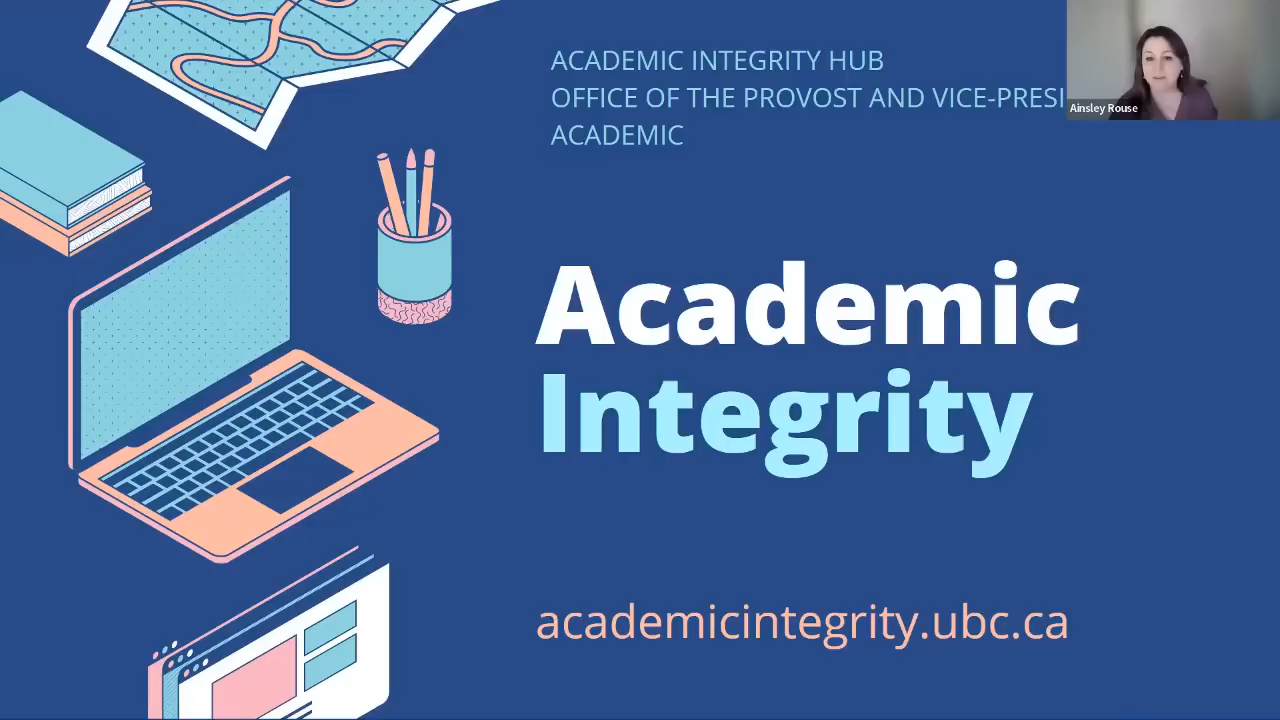 ACADEMIC INTEGRITY HUB
OFFICE OF THE PROVOST AND VICE-PRESI
ACADEMIC
Ainsley Rouse
Academic
Integrity
academicintegrity.ubc.ca